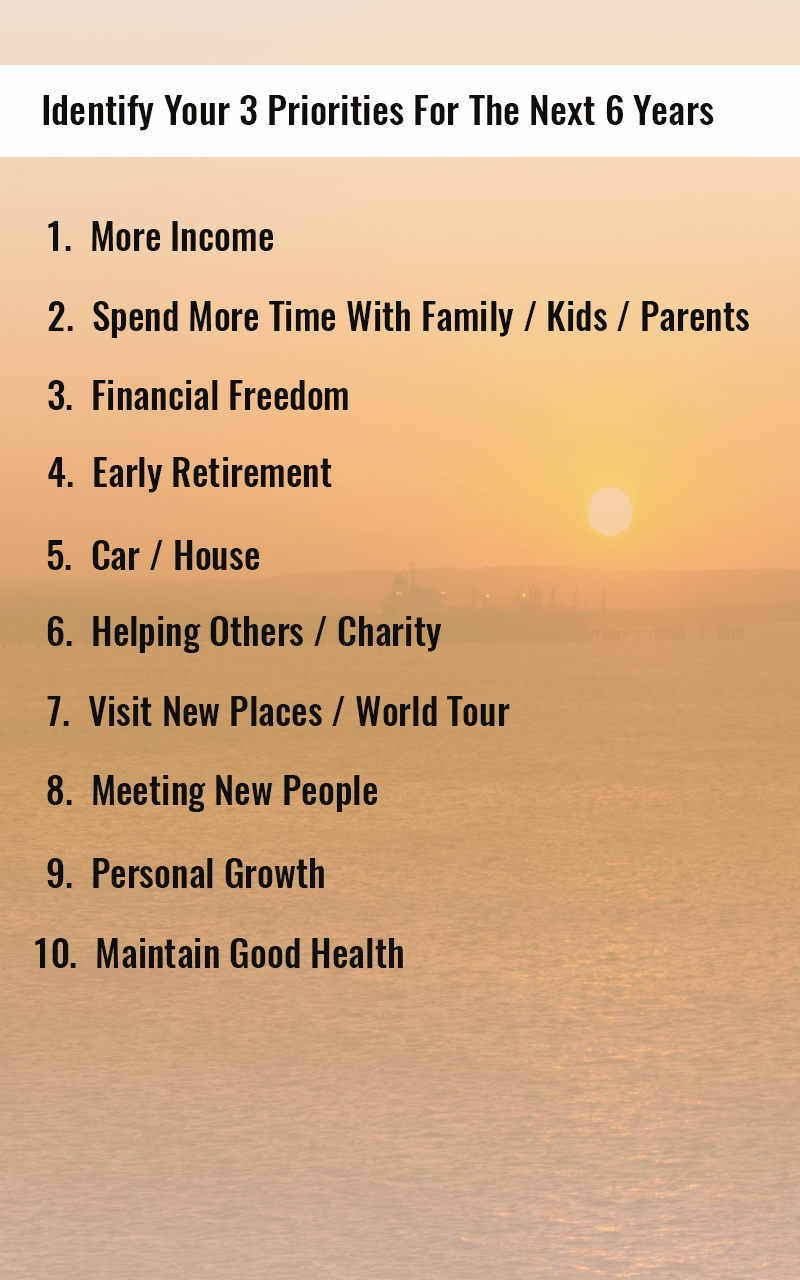 Identify Your 3 Priorities For The Next 6 Years
1. More Income
2. Spend More Time With Family / Kids / Parents
3. Financial Freedom
4. Early Retirement
5. Car / House
6. Helping Others / Charity
7. Visit New Places / World Tour
8. Meeting New People
9. Personal Growth
10. Maintain Good Health